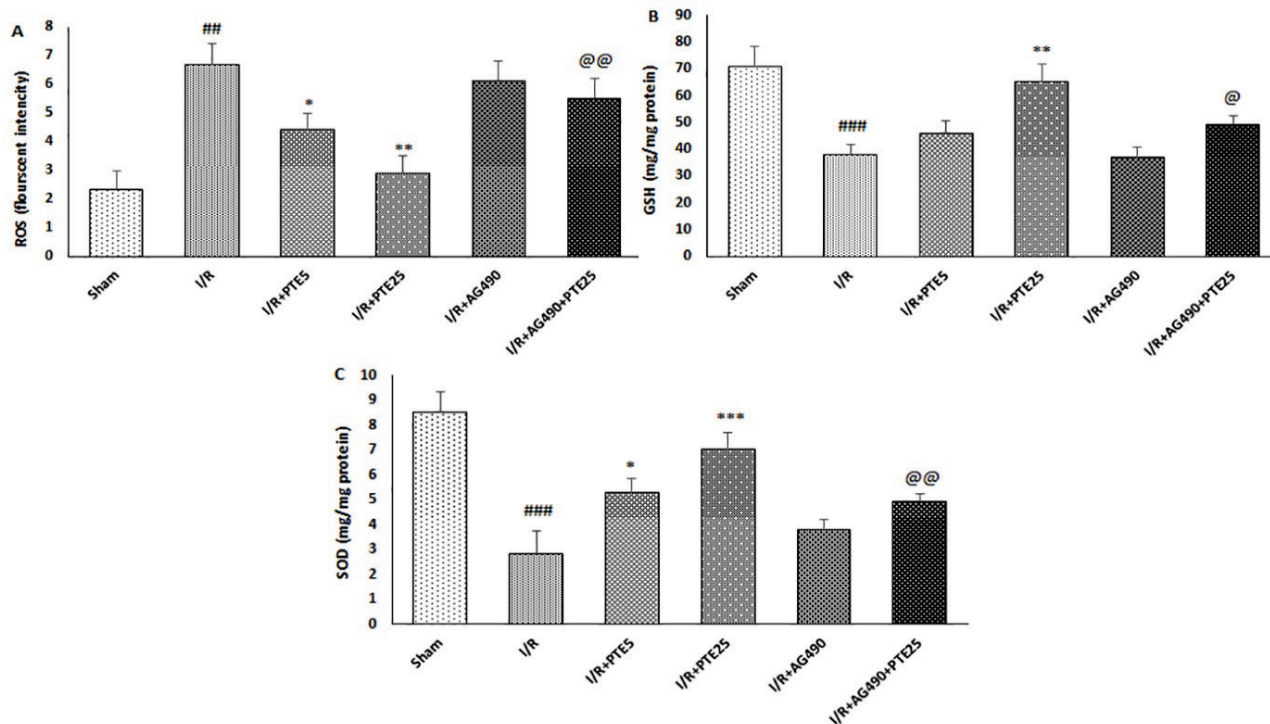 A
ROS (flourscent intencity)
8
7
6
5
4
3
2
1
0
##
*
**
@@
Sham
I/R
I/R+PTE5
I/R+PTE25
I/R+AG490
I/R+AG490+PTE25
B
GSH (mg/mg protein)
90
80
70
60
50
40
30
20
10
0
###
**
@
Sham
I/R
I/R+PTE5
I/R+PTE25
I/R+AG490
I/R+AG490+PTE25
C
SOD (mg/mg protein)
10
9
8
7
6
5
4
3
2
1
0
###
*
***
@@
Sham
I/R
I/R+PTE5
I/R+PTE25
I/R+AG490
I/R+AG490+PTE25